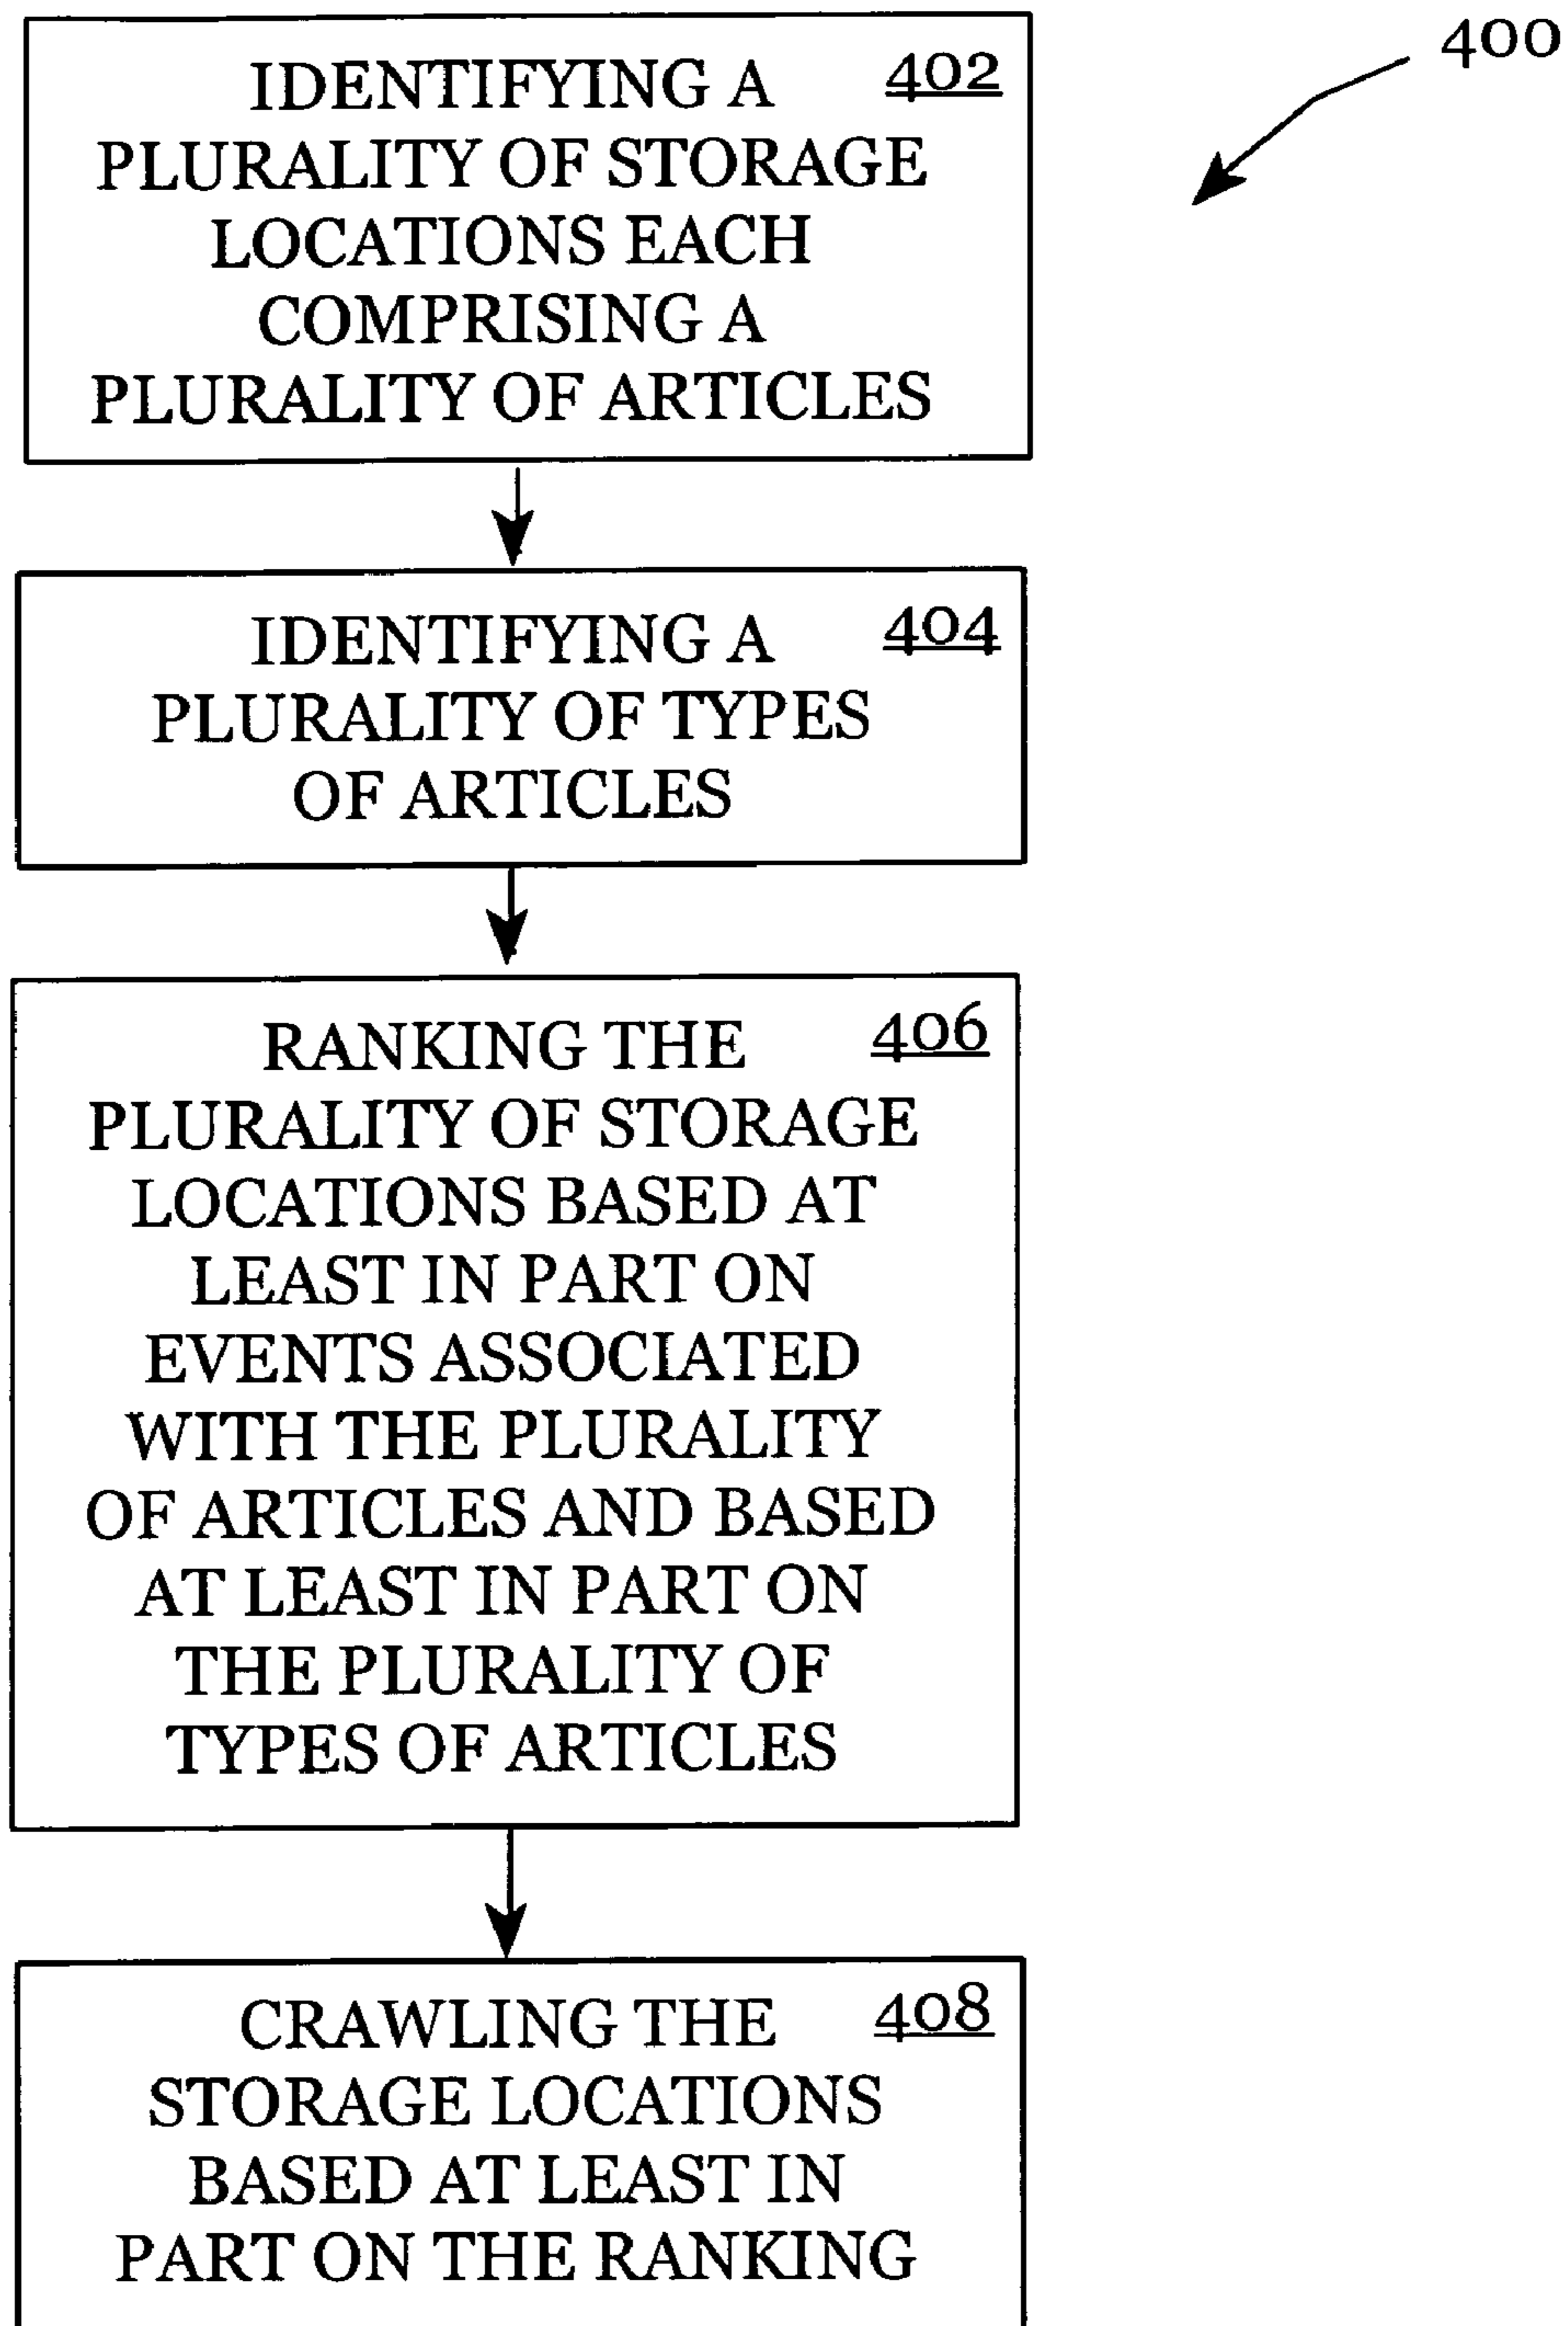 400
402
IDENTIFYING A
PLURALITY OF STORAGE
LOCATIONS EACH
COMPRISING A
PLURALITY OF ARTICLES
404
IDENTIFYING A
PLURALITY OF TYPES
OF ARTICLES
406
RANKING THE
PLURALITY OF STORAGE
LOCATIONS BASED AT
LEAST IN PART ON
EVENTS ASSOCIATED
WITH THE PLURALITY
OF ARTICLES AND BASED
AT LEAST IN PART ON
THE PLURALITY OF
TYPES OF ARTICLES
408
CRAWLING THE
STORAGE LOCATIONS
BASED AT LEAST IN
PART ON THE RANKING